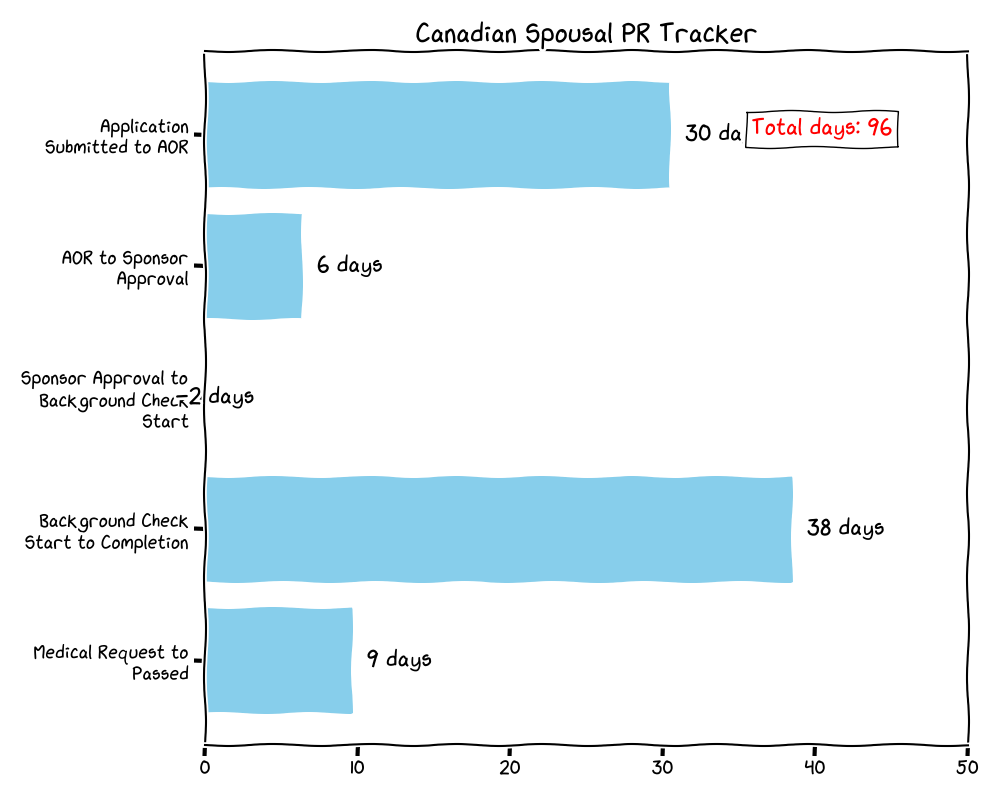 Canadian Spousal PR Tracker
Application
Submitted to AOR
30 da
Total days: 96
AOR to Sponsor
Approval
6 days
Sponsor Approval to
Background Check
Start
-2 days
Background Check
Start to Completion
38 days
Medical Request to
Passed
9 days
0 10 20 30 40 50